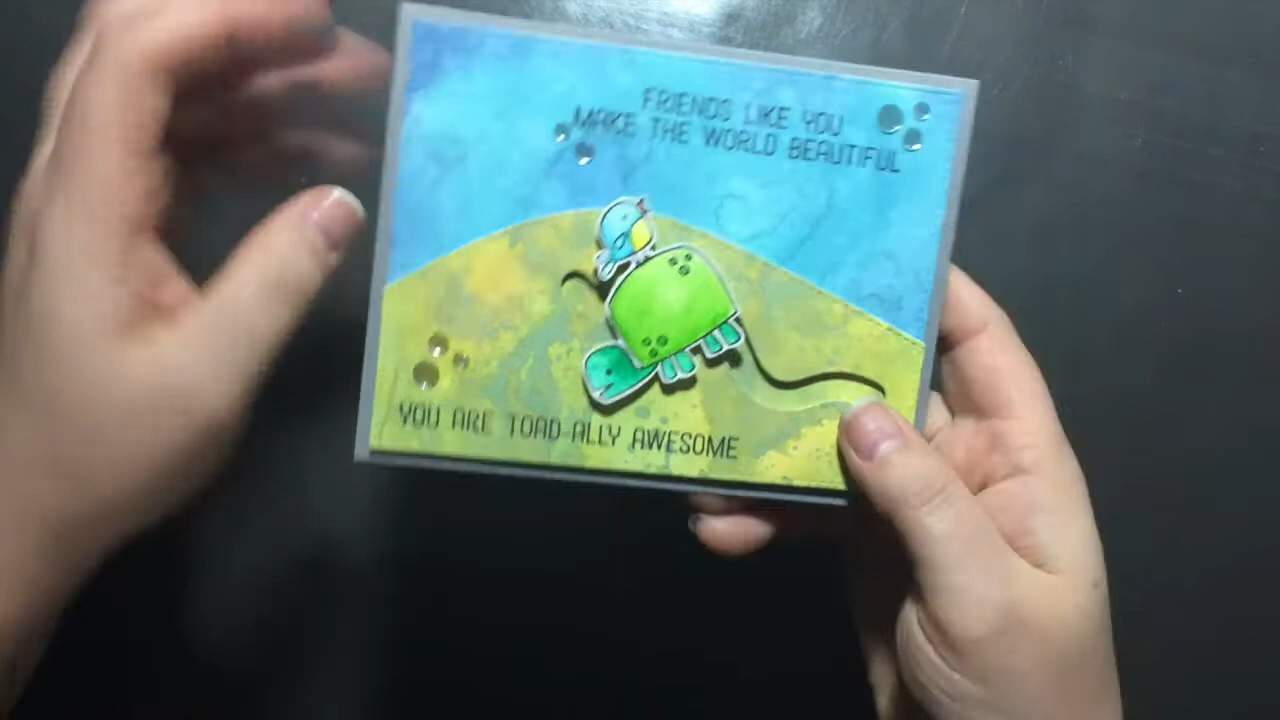 FRIENDS LIKE YOU
MAKE THE WORLD BEAUTIFUL
YOU ARE TOAD-ALLY AWESOME